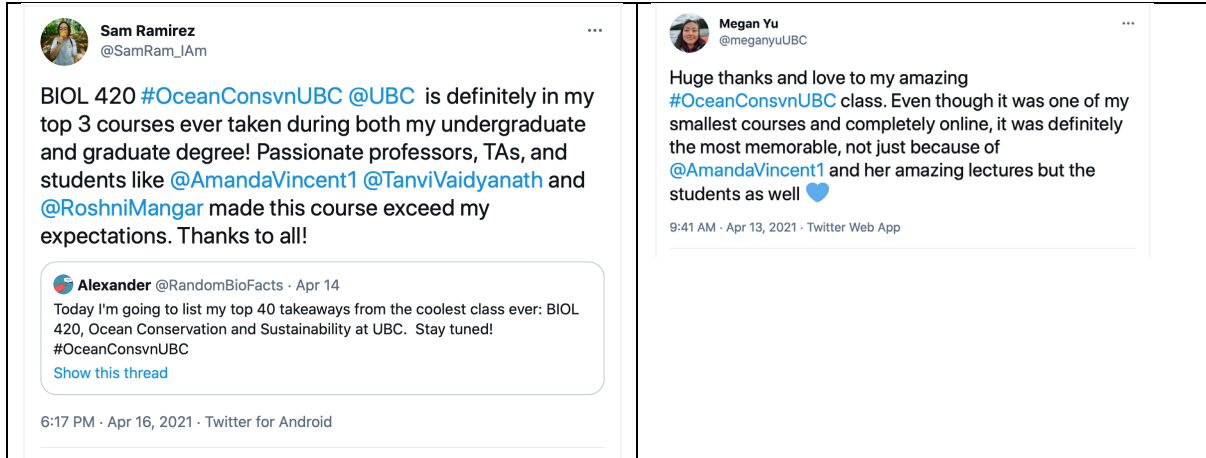 Sam Ramirez
@SamRam_IAm
BIOL 420 #OceanConsvnUBC @UBC is definitely in my
top 3 courses ever taken during both my undergraduate
and graduate degree! Passionate professors, TAs, and
students like @AmandaVincent1 @TanviVaidyanath and
@RoshniMangar made this course exceed my
expectations. Thanks to all!
Alexander @RandomBioFacts · Apr 14
Today I'm going to list my top 40 takeaways from the coolest class ever: BIOL
420, Ocean Conservation and Sustainability at UBC. Stay tuned!
#OceanConsvnUBC
Show this thread
6:17 PM · Apr 16, 2021 · Twitter for Android
Megan Yu
@meganyuUBC
Huge thanks and love to my amazing
#OceanConsvnUBC class. Even though it was one of my
smallest courses and completely online, it was definitely
the most memorable, not just because of
@AmandaVincent1 and her amazing lectures but the
students as well 💙
9:41 AM · Apr 13, 2021 · Twitter Web App